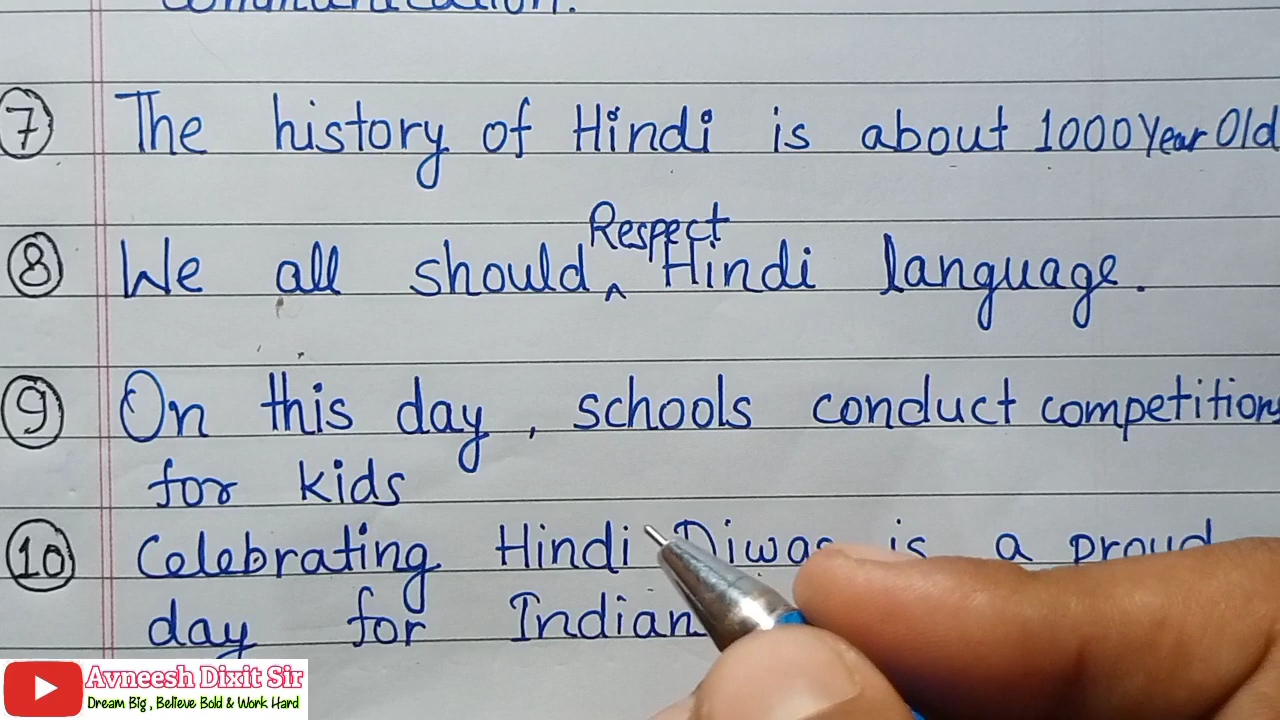 ⑦ The history of Hindi is about 1000 Year Old
Respect
⑧ We all should ^ Hindi language.
⑨ On this day, schools conduct competitions
for kids
⑩ Celebrating Hindi Diwas is a proud
day for Indian
Avneesh Dixit Sir
Dream Big, Believe Bold & Work Hard